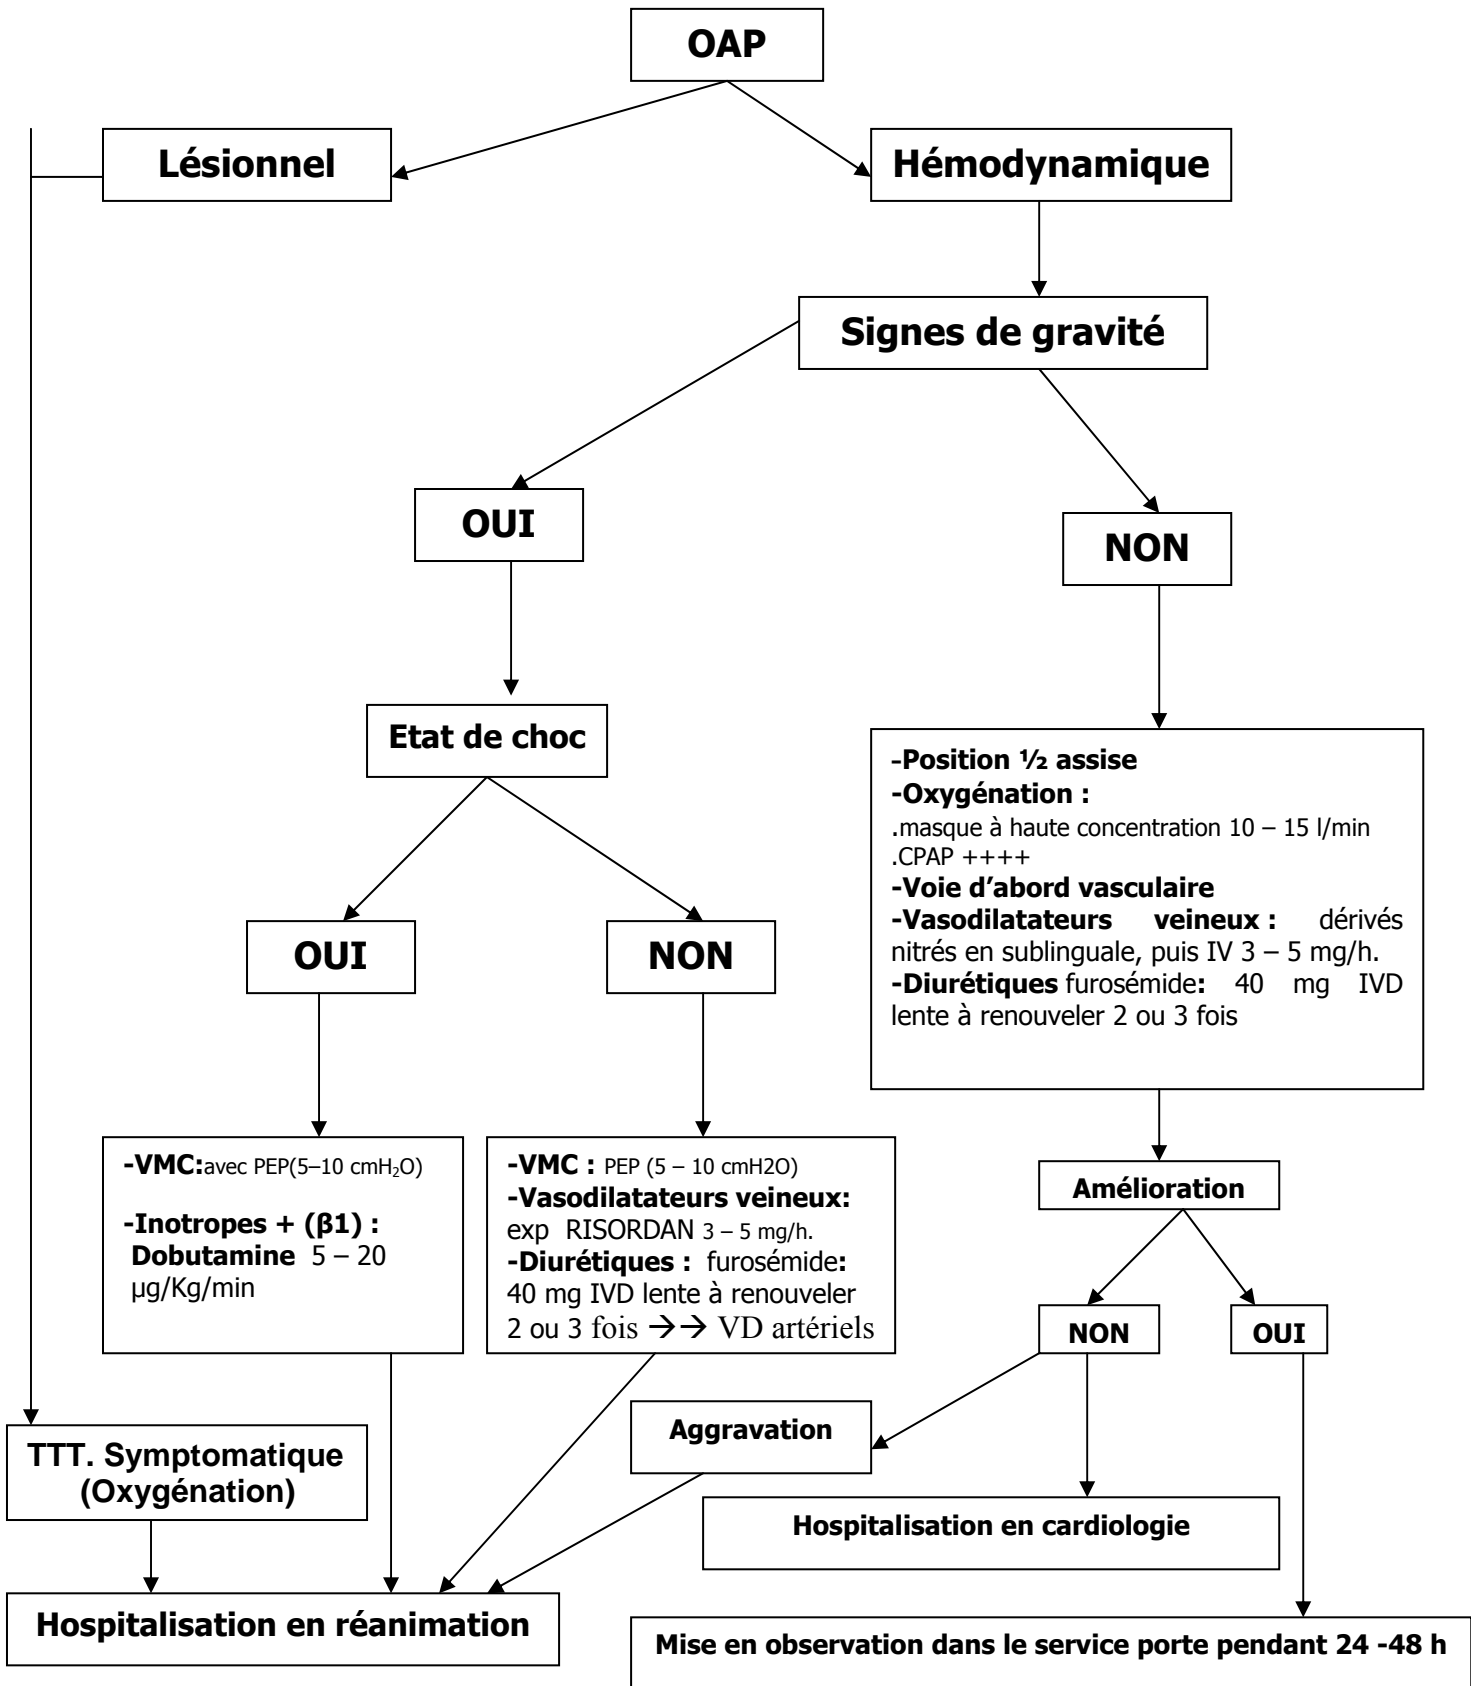 OAP
Lésionnel
Hémodynamique
Signes de gravité
OUI
NON
Etat de choc
-Position ½ assise
-Oxygénation :
.masque à haute concentration 10 – 15 l/min
.CPAP ++++
-Voie d’abord vasculaire
-Vasodilatateurs veineux : dérivés
nitrés en sublinguale, puis IV 3 – 5 mg/h.
-Diurétiques furosémide: 40 mg IVD
lente à renouveler 2 ou 3 fois
OUI
NON
-VMC:avec PEP(5–10 cmH₂O)
-Inotropes + (β1) :
Dobutamine 5 – 20
µg/Kg/min
-VMC : PEP (5 – 10 cmH2O)
-Vasodilatateurs veineux:
exp RISORDAN 3 – 5 mg/h.
-Diurétiques : furosémide:
40 mg IVD lente à renouveler
2 ou 3 fois →→ VD artériels
Amélioration
NON
OUI
Aggravation
TTT. Symptomatique
(Oxygénation)
Hospitalisation en cardiologie
Hospitalisation en réanimation
Mise en observation dans le service porte pendant 24 -48 h